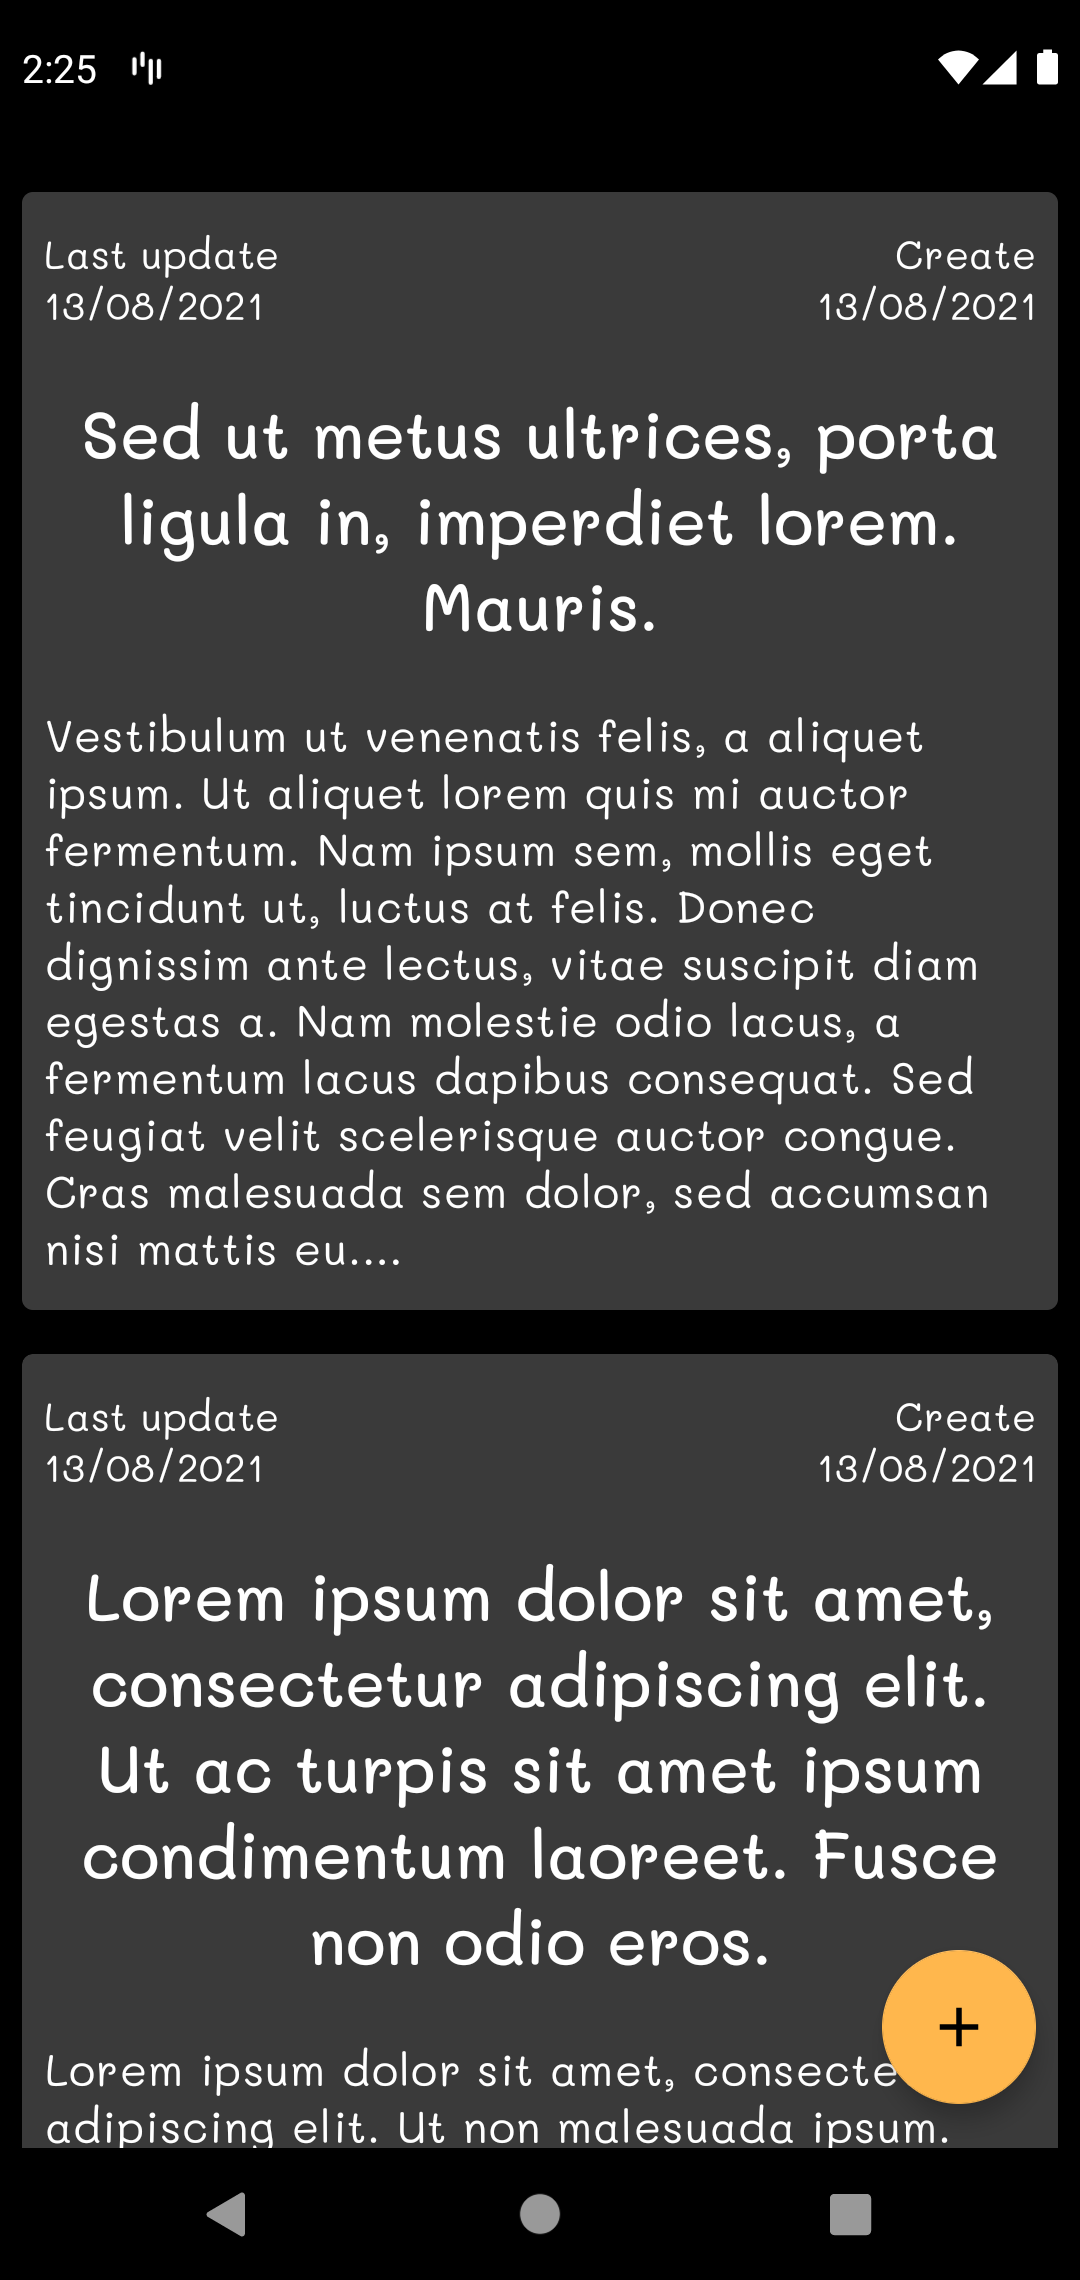 2:25
Last update
Create
13/08/2021
13/08/2021
Sed ut metus ultrices, porta
ligula in, imperdiet lorem.
Mauris.
Vestibulum ut venenatis felis, a aliquet
ipsum. Ut aliquet lorem quis mi auctor
fermentum. Nam ipsum sem, mollis eget
tincidunt ut, luctus at felis. Donec
dignissim ante lectus, vitae suscipit diam
egestas a. Nam molestie odio lacus, a
fermentum lacus dapibus consequat. Sed
feugiat velit scelerisque auctor congue.
Cras malesuada sem dolor, sed accumsan
nisi mattis eu....
Last update
Create
13/08/2021
13/08/2021
Lorem ipsum dolor sit amet,
consectetur adipiscing elit.
Ut ac turpis sit amet ipsum
condimentum laoreet. Fusce
non odio eros.
Lorem ipsum dolor sit amet, consecte
adipiscing elit. Ut non malesuada ipsum.